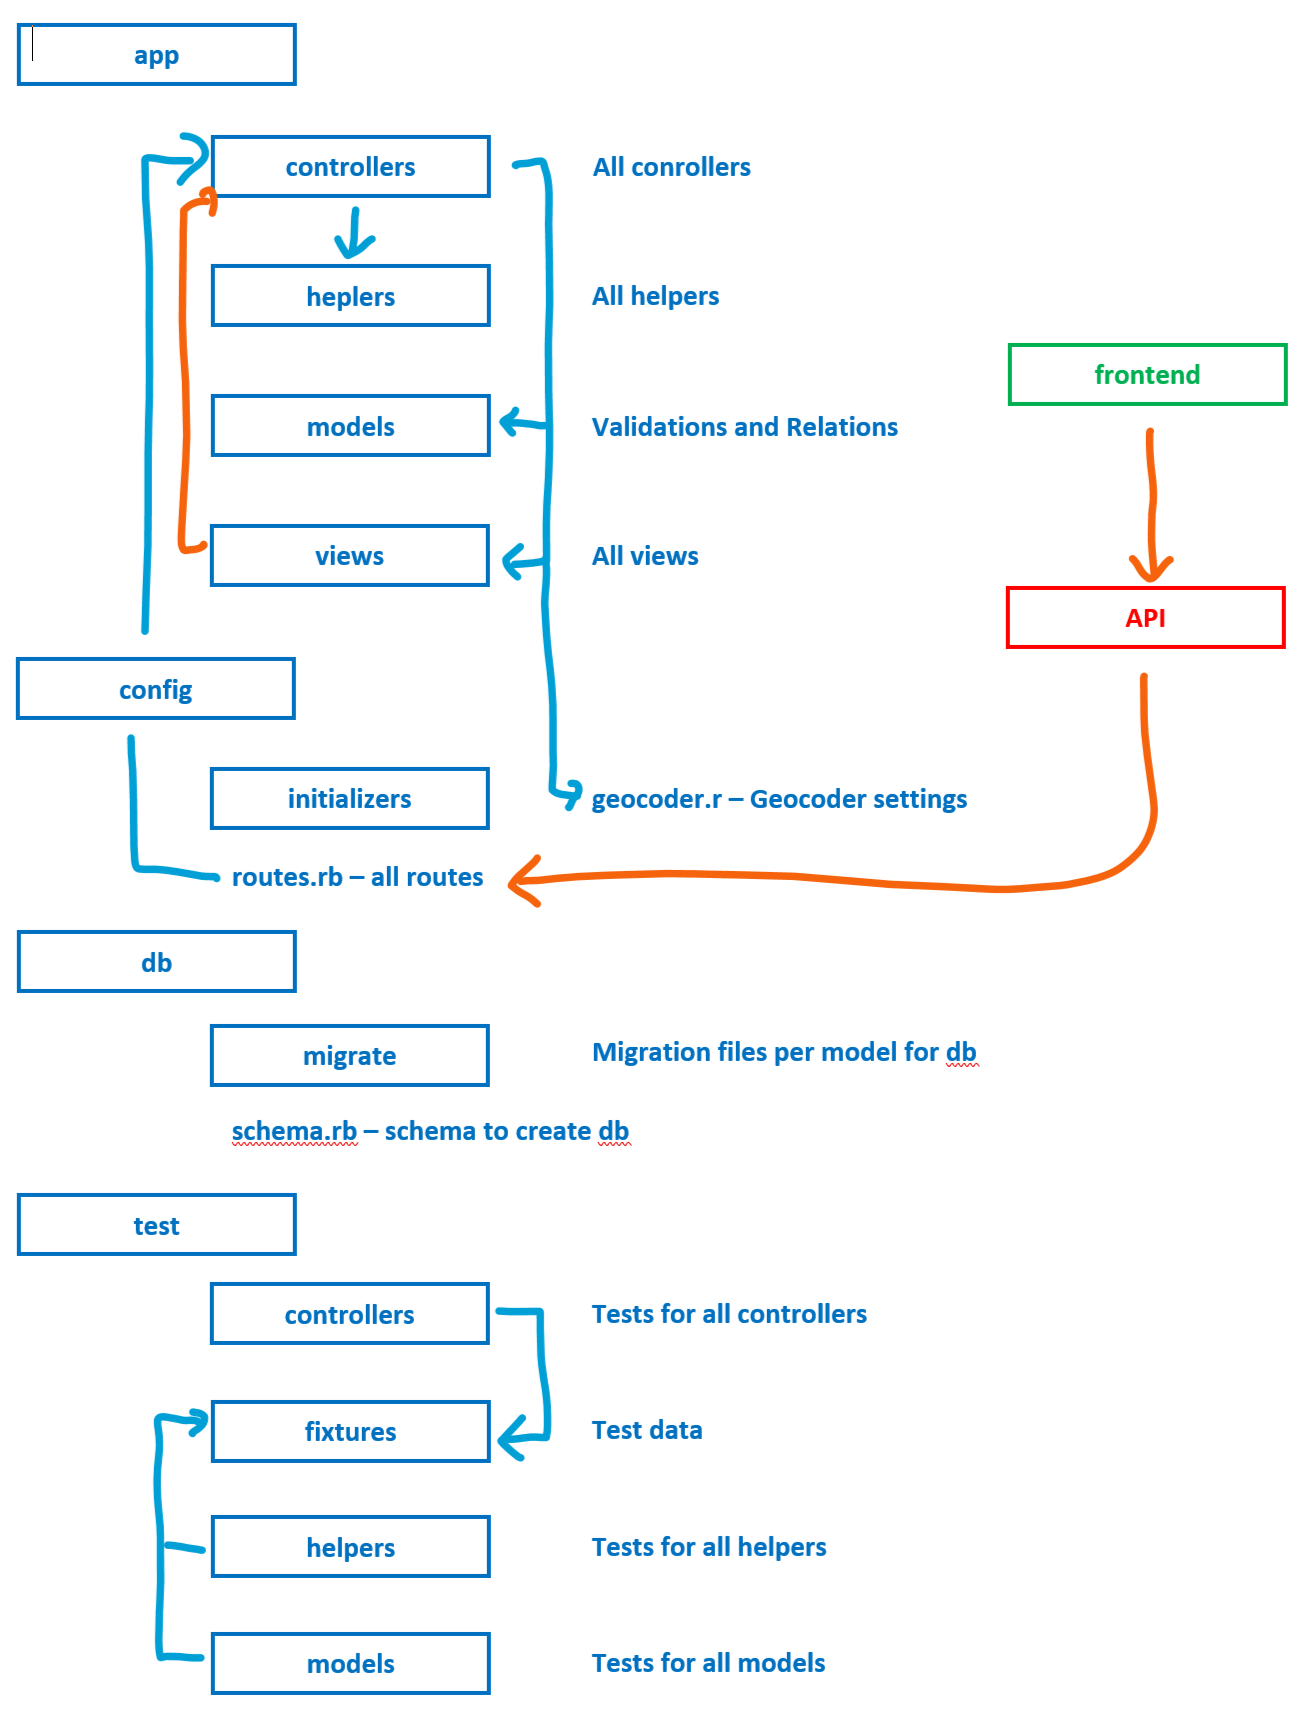 app
controllers
All conrollers
heplers
All helpers
frontend
models
Validations and Relations
views
All views
API
config
initializers
geocoder.r – Geocoder settings
routes.rb – all routes
db
migrate
Migration files per model for db
schema.rb – schema to create db
test
controllers
Tests for all controllers
fixtures
Test data
helpers
Tests for all helpers
models
Tests for all models